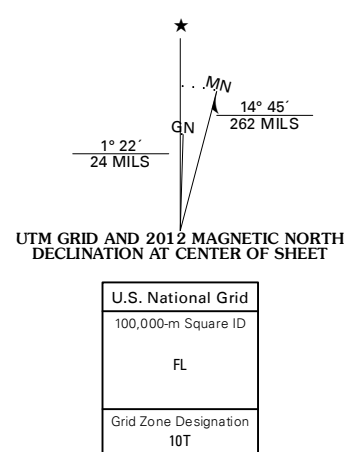 ★
MN
14° 45´
262 MILS
GN
1° 22´
24 MILS
UTM GRID AND 2012 MAGNETIC NORTH
DECLINATION AT CENTER OF SHEET
U.S. National Grid
100,000-m Square ID
FL
Grid Zone Designation
10T